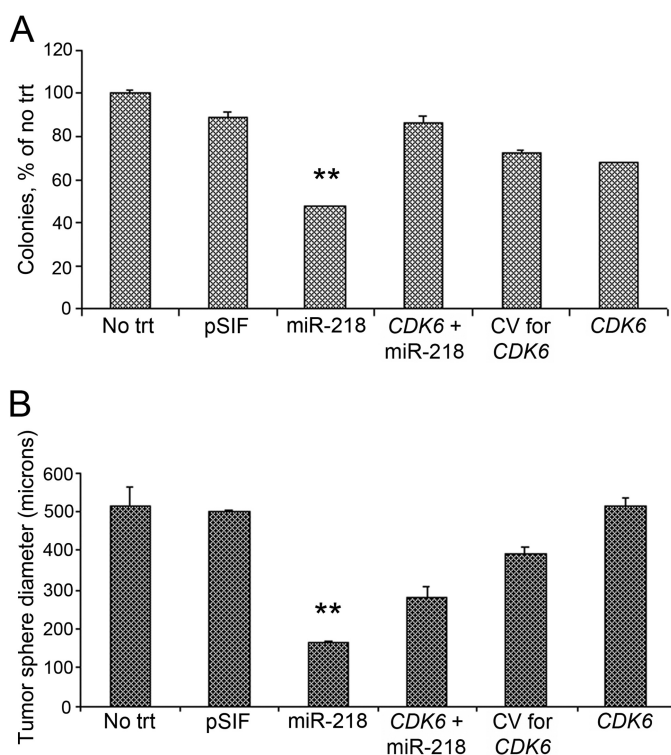 A
Colonies, % of no trt
120
100
80
60
40
20
0
**
No trt
pSIF
miR-218
CDK6 +
miR-218
CV for
CDK6
CDK6
B
Tumor sphere diameter (microns)
600
500
400
300
200
100
0
**
No trt
pSIF
miR-218
CDK6 +
miR-218
CV for
CDK6
CDK6